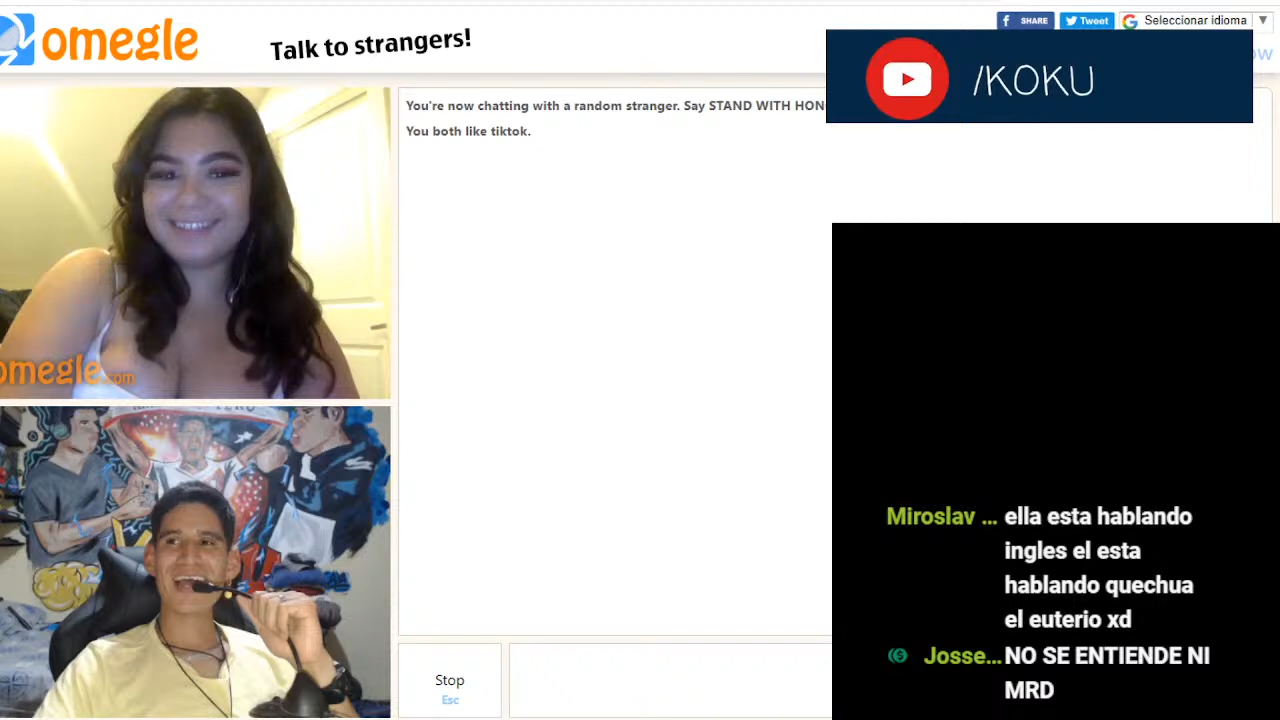 omegle
Talk to strangers!
SHARE
Tweet
Seleccionar idioma
/KOKU
You're now chatting with a random stranger. Say STAND WITH
You both like tiktok.
omegle.com
Miroslav ... ella esta hablando
ingles el esta
hablando quechua
el euterio xd
Josse... NO SE ENTIENDE NI
MRD
Stop
Esc